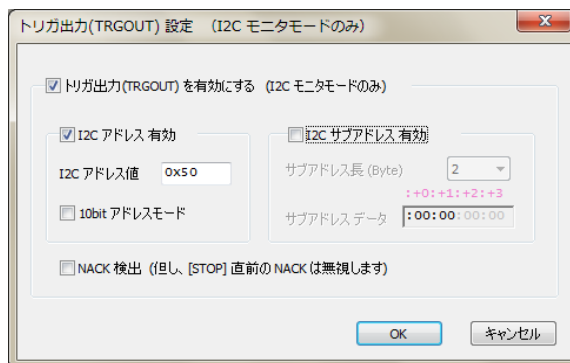 トリガ出力(TRGOUT) 設定 （I2C モニタモードのみ）
トリガ出力(TRGOUT) を有効にする (I2C モニタモードのみ)
I2C アドレス 有効
I2C アドレス値 0x50
10bit アドレスモード
I2C サブアドレス 有効
サブアドレス長 (Byte) 2
:+0:+1:+2:+3
サブアドレス データ :00:00:00:00
NACK 検出 (但し、[STOP] 直前の NACK は無視します)
OK キャンセル